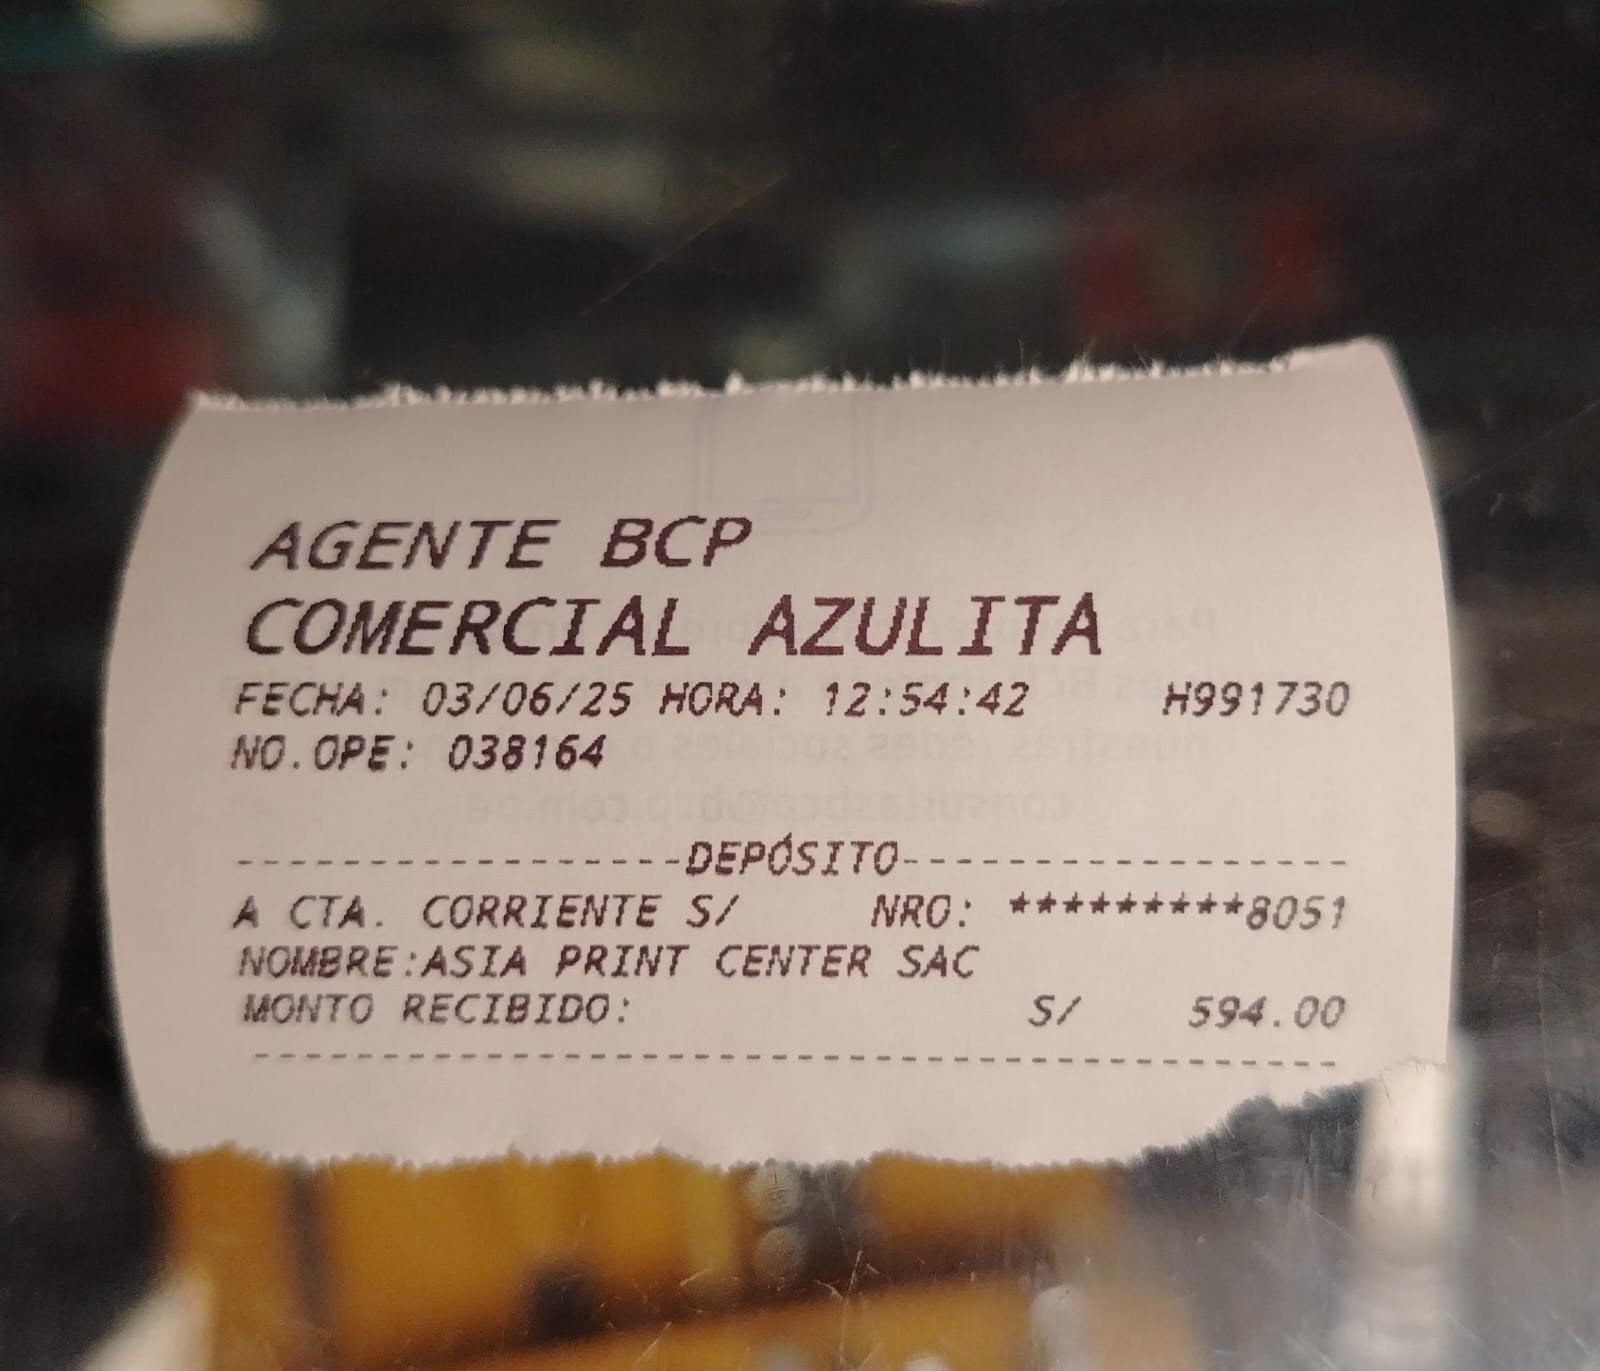 AGENTE BCP
COMERCIAL AZULITA
FECHA: 03/06/25 HORA: 12:54:42 H991730
NO.OPE: 038164
-----------------DEPÓSITO-----------------
A CTA. CORRIENTE S/ NRO: *********8051
NOMBRE:ASIA PRINT CENTER SAC
MONTO RECIBIDO: S/ 594.00
-----------------------------------------